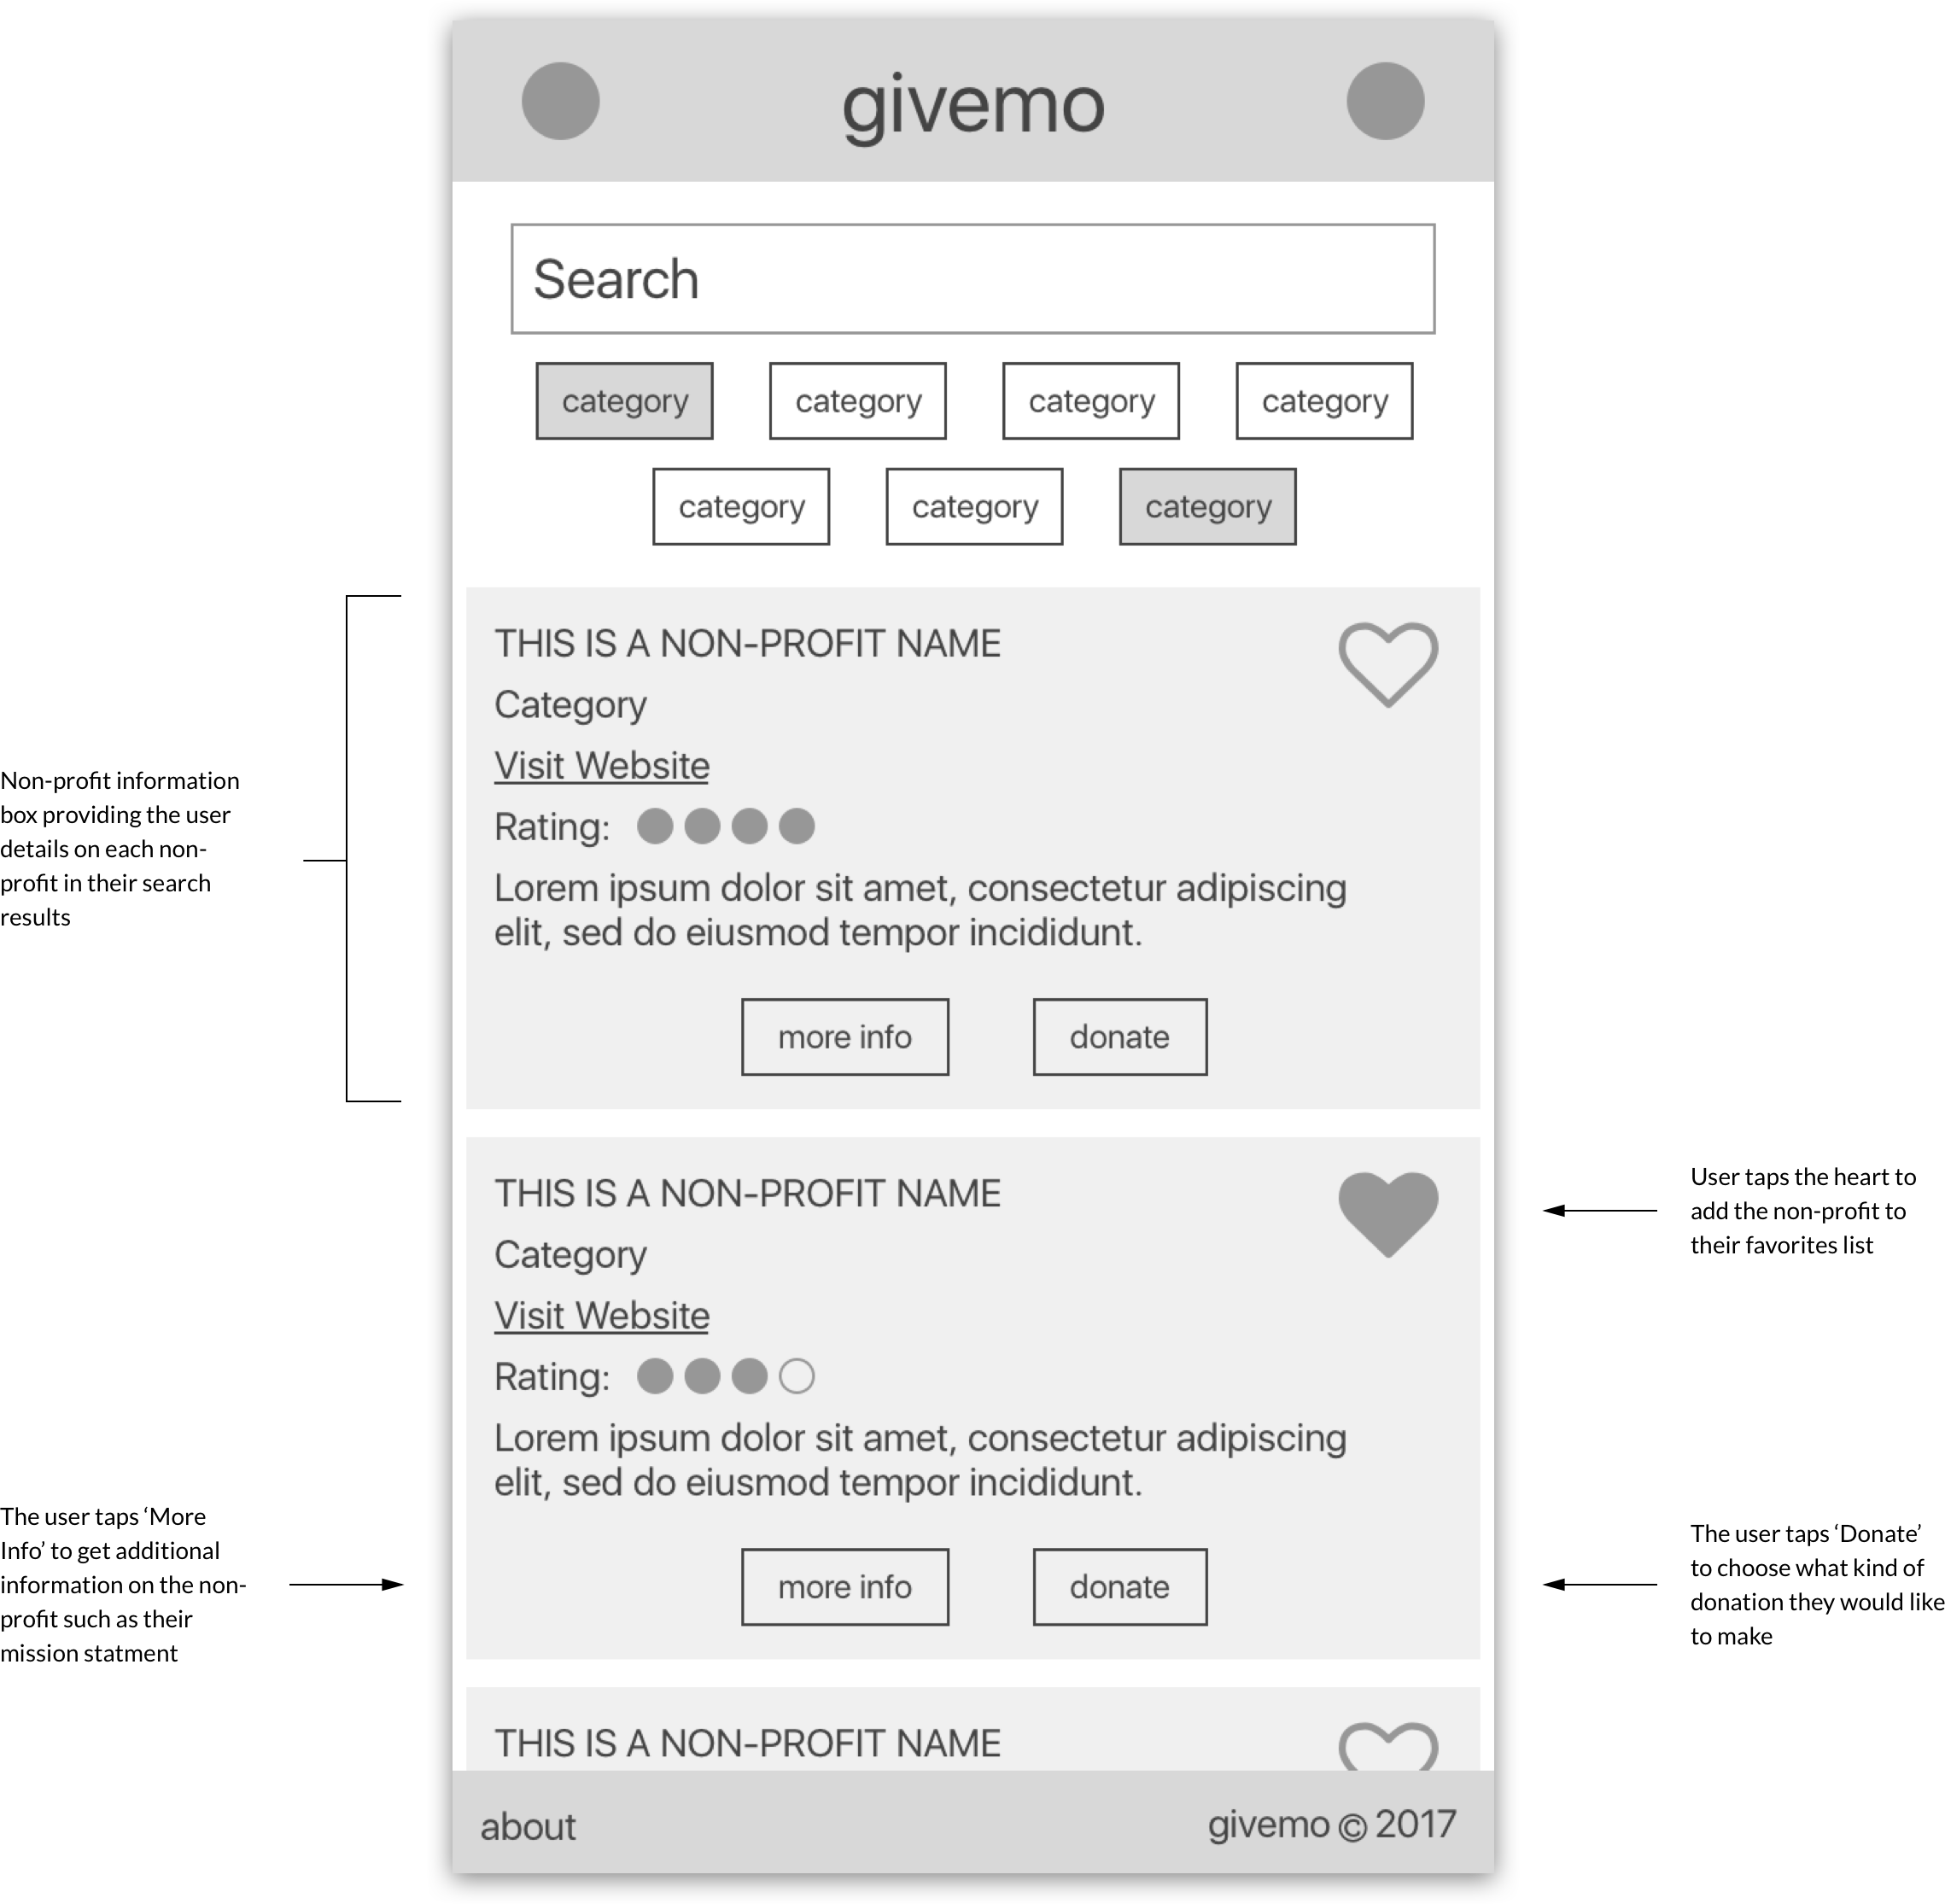 givemo
Search
category
category
category
category
category
category
category
THIS IS A NON-PROFIT NAME
Category
Visit Website
Rating:
Lorem ipsum dolor sit amet, consectetur adipiscing
elit, sed do eiusmod tempor incididunt.
more info
donate
Non-profit information
box providing the user
details on each non-
profit in their search
results
THIS IS A NON-PROFIT NAME
Category
Visit Website
Rating:
Lorem ipsum dolor sit amet, consectetur adipiscing
elit, sed do eiusmod tempor incididunt.
more info
donate
User taps the heart to
add the non-profit to
their favorites list
The user taps ‘More
Info’ to get additional
information on the non-
profit such as their
mission statment
The user taps ‘Donate’
to choose what kind of
donation they would like
to make
THIS IS A NON-PROFIT NAME
about
givemo © 2017